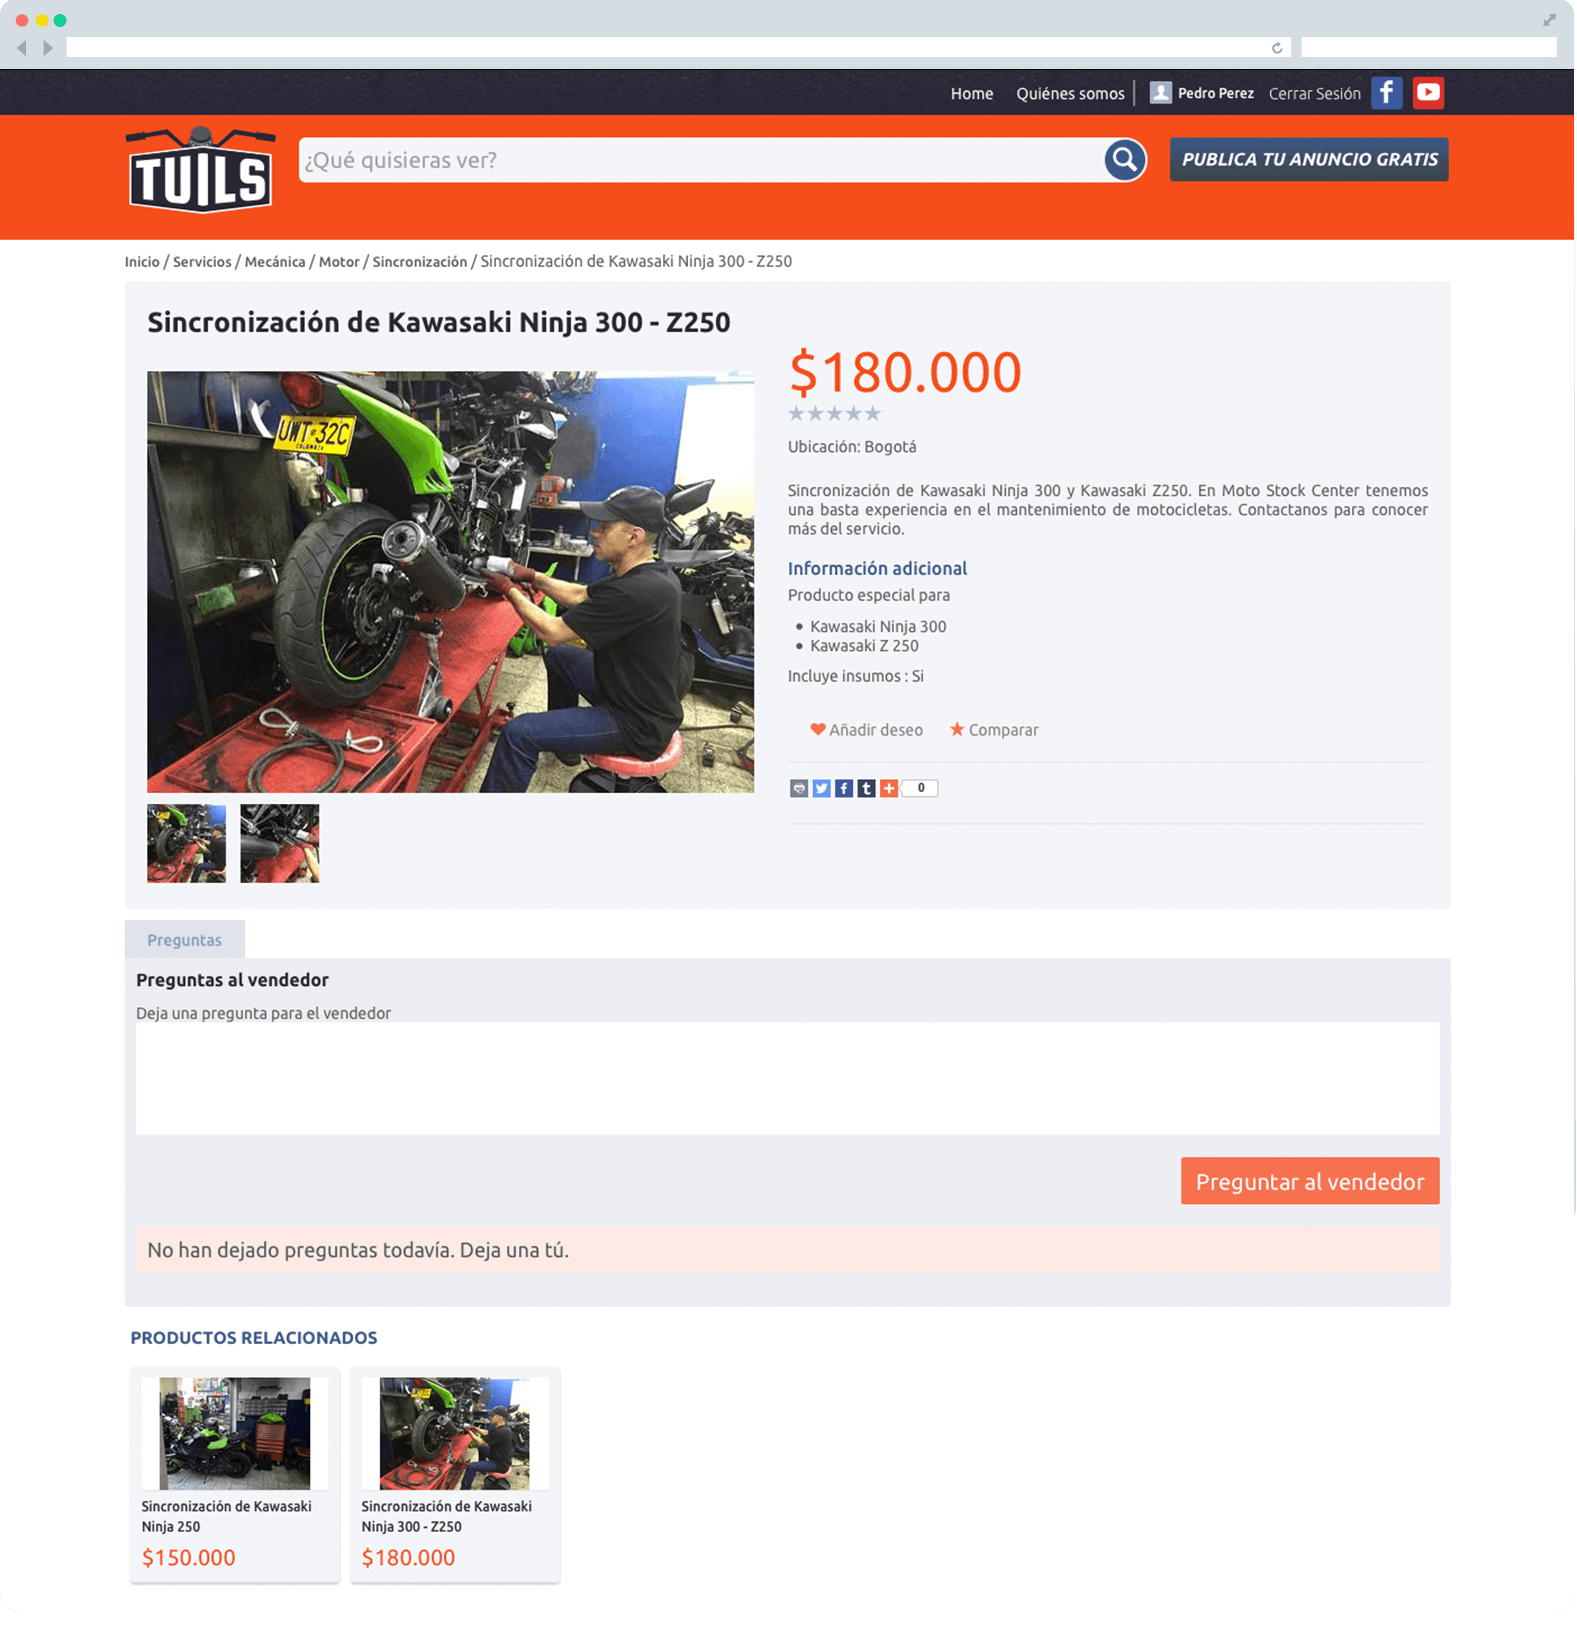 Home Quiénes somos Pedro Perez Cerrar Sesión
TUILS
¿Qué quisieras ver?
PUBLICA TU ANUNCIO GRATIS
Inicio / Servicios / Mecánica / Motor / Sincronización / Sincronización de Kawasaki Ninja 300 - Z250
Sincronización de Kawasaki Ninja 300 - Z250
UWT·32C
COLOMBIA
$180.000
Ubicación: Bogotá
Sincronización de Kawasaki Ninja 300 y Kawasaki Z250. En Moto Stock Center tenemos
una basta experiencia en el mantenimiento de motocicletas. Contactanos para conocer
más del servicio.
Información adicional
Producto especial para
Kawasaki Ninja 300
Kawasaki Z 250
Incluye insumos : Si
Añadir deseo Comparar
0
Preguntas
Preguntas al vendedor
Deja una pregunta para el vendedor
Preguntar al vendedor
No han dejado preguntas todavía. Deja una tú.
PRODUCTOS RELACIONADOS
Sincronización de Kawasaki
Ninja 250
$150.000
Sincronización de Kawasaki
Ninja 300 - Z250
$180.000